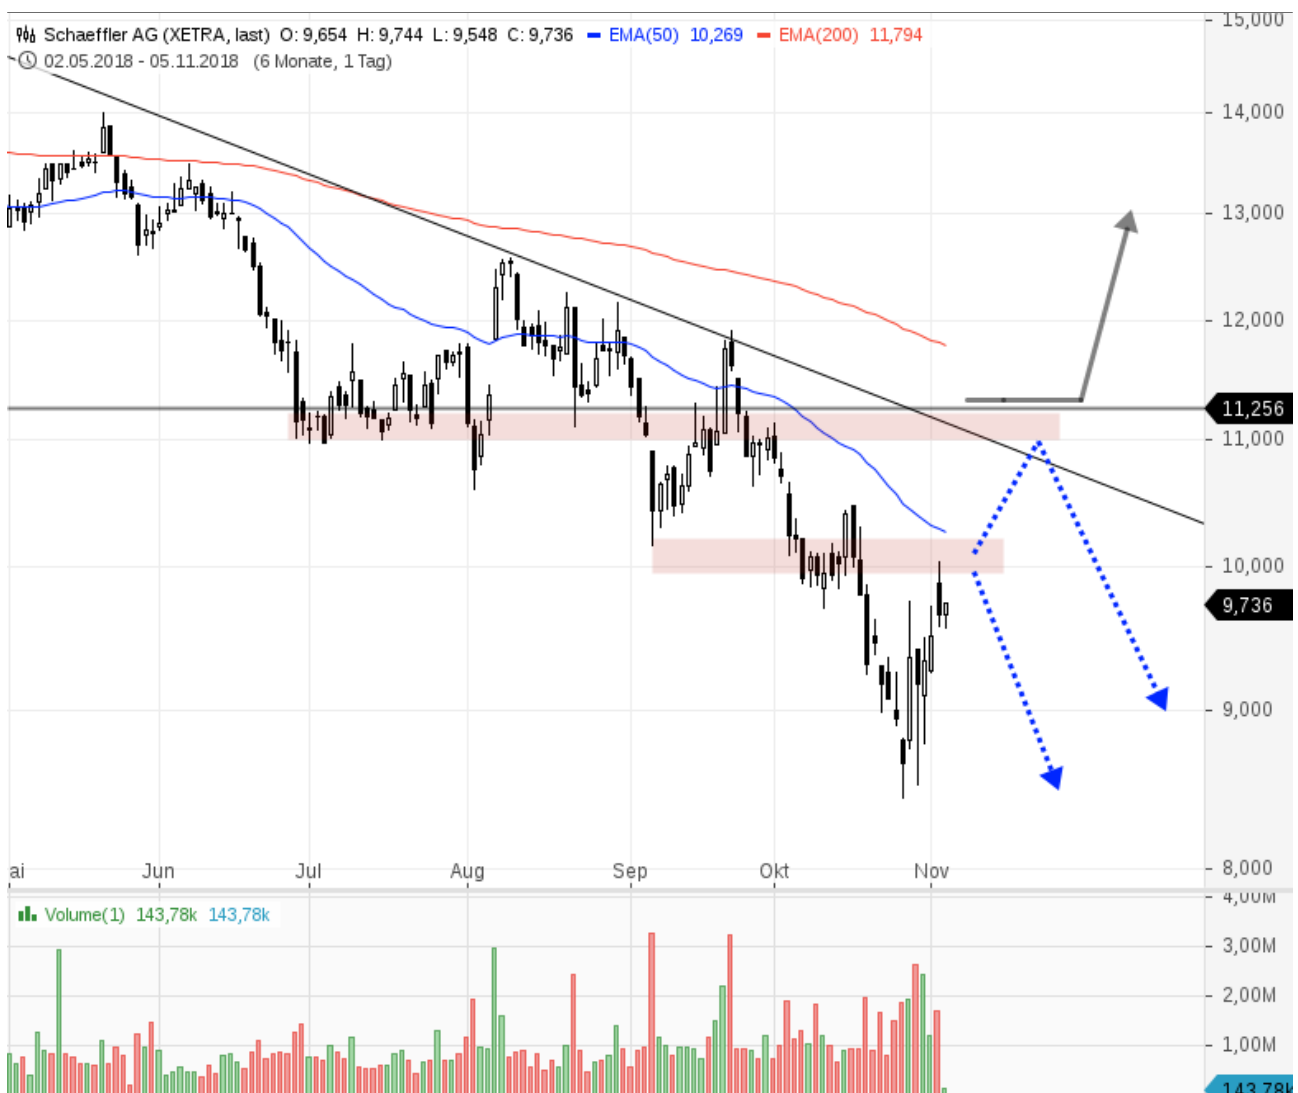 Schaeffler AG (XETRA, last) O: 9,654 H: 9,744 L: 9,548 C: 9,736 EMA(50) 10,269 EMA(200) 11,794
02.05.2018 - 05.11.2018 (6 Monate, 1 Tag)
15,000
14,000
13,000
12,000
11,256
11,000
10,000
9,736
9,000
8,000
ai Jun Jul Aug Sep Okt Nov
Volume(1) 143,78k 143,78k
4,00M
3,00M
2,00M
1,00M
143,78k